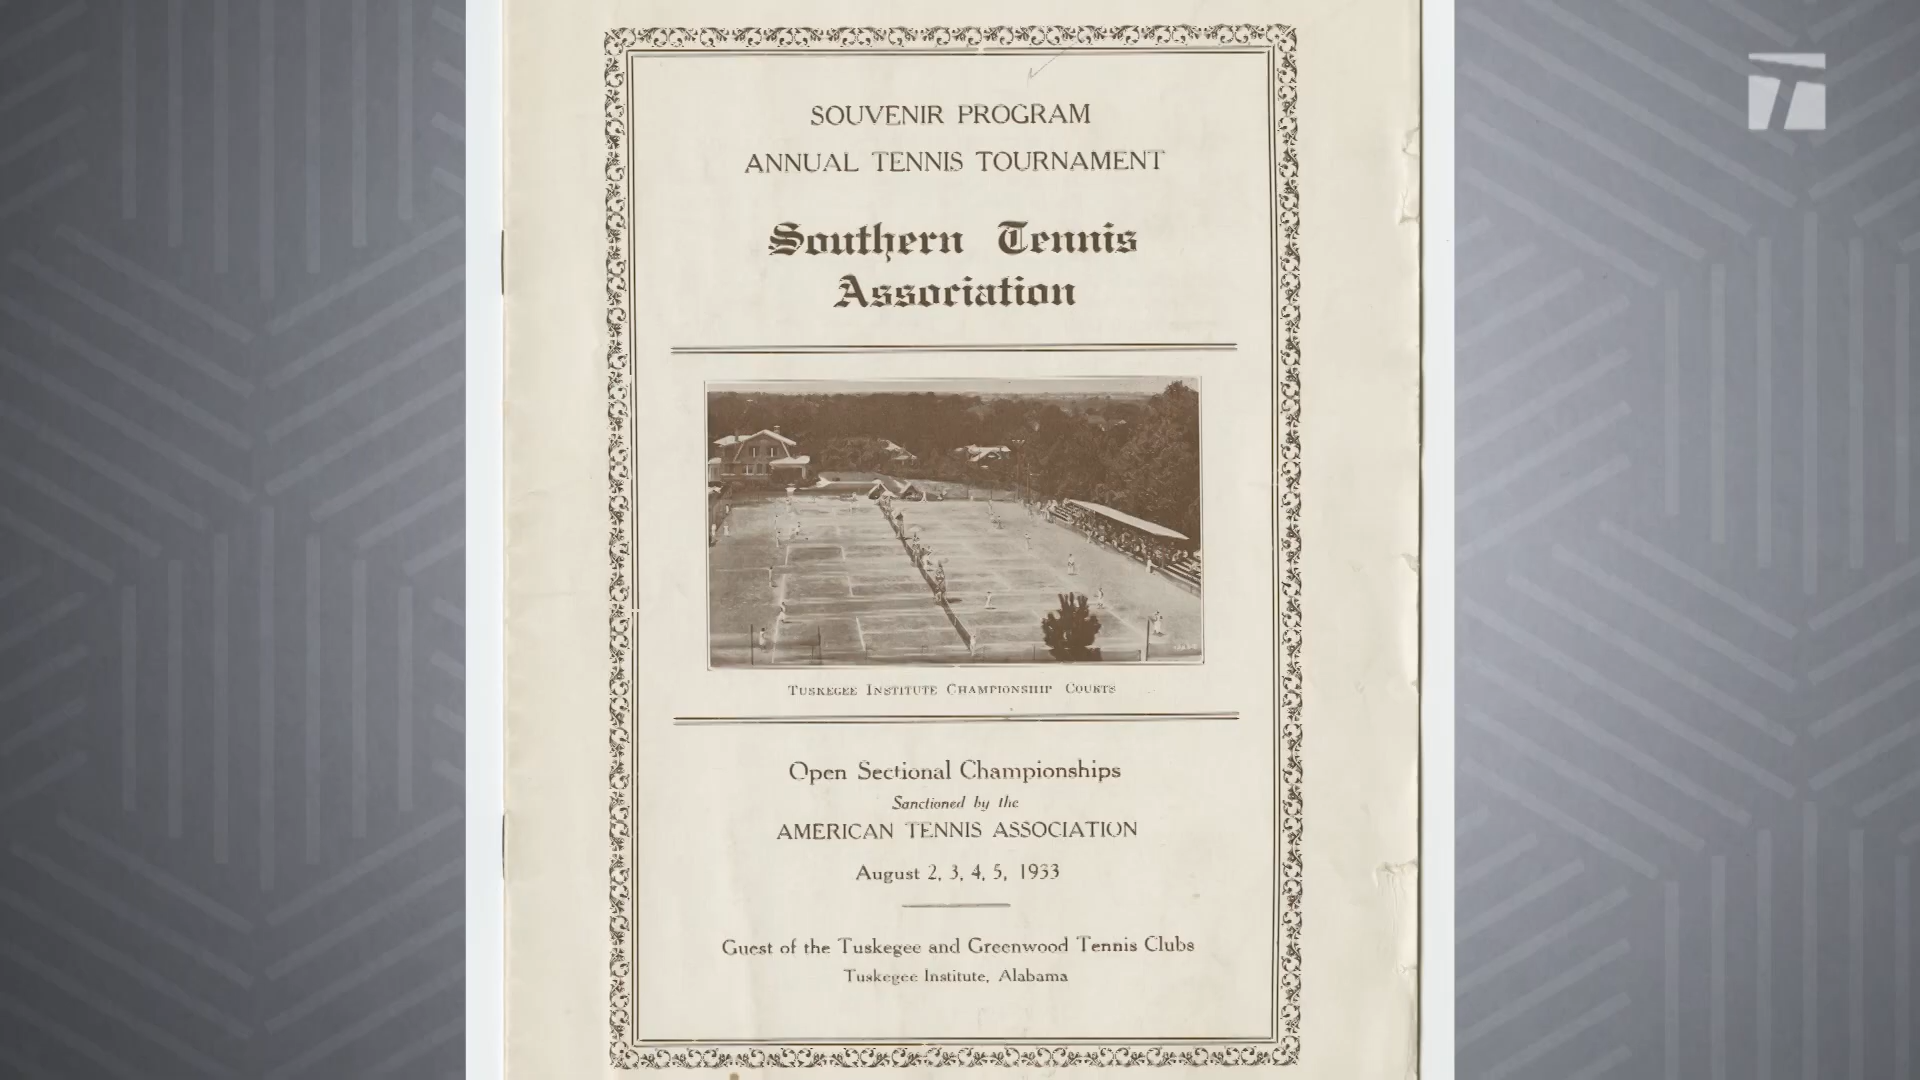 SOUVENIR PROGRAM
ANNUAL TENNIS TOURNAMENT
Southern Tennis
Association
TUSKEGEE INSTITUTE CHAMPIONSHIP COURTS
Open Sectional Championships
Sanctioned by the
AMERICAN TENNIS ASSOCIATION
August 2, 3, 4, 5, 1933
Guest of the Tuskegee and Greenwood Tennis Clubs
Tuskegee Institute, Alabama